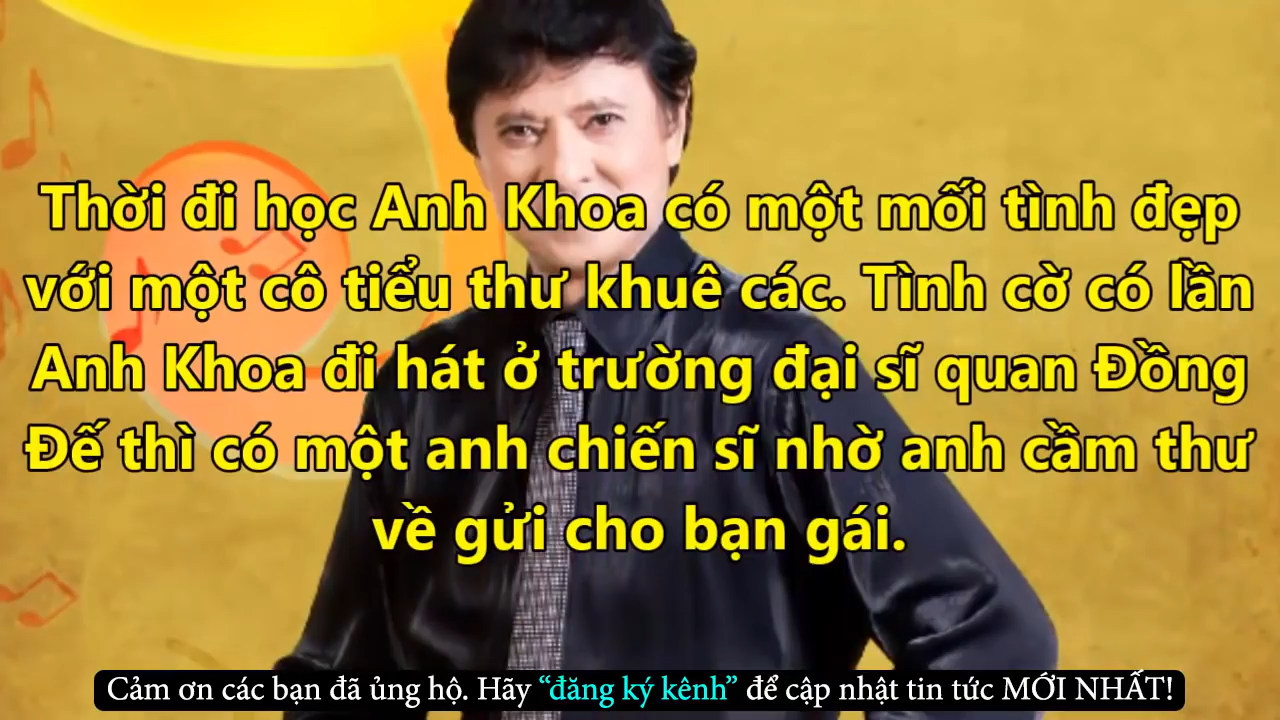 Thời đi học Anh Khoa có một mối tình đẹp
với một cô tiểu thư khuê các. Tình cờ có lần
Anh Khoa đi hát ở trường đại sĩ quan Đồng
Đế thì có một anh chiến sĩ nhờ anh cầm thư
về gửi cho bạn gái.
Cảm ơn các bạn đã ủng hộ. Hãy “đăng ký kênh” để cập nhật tin tức MỚI NHẤT!